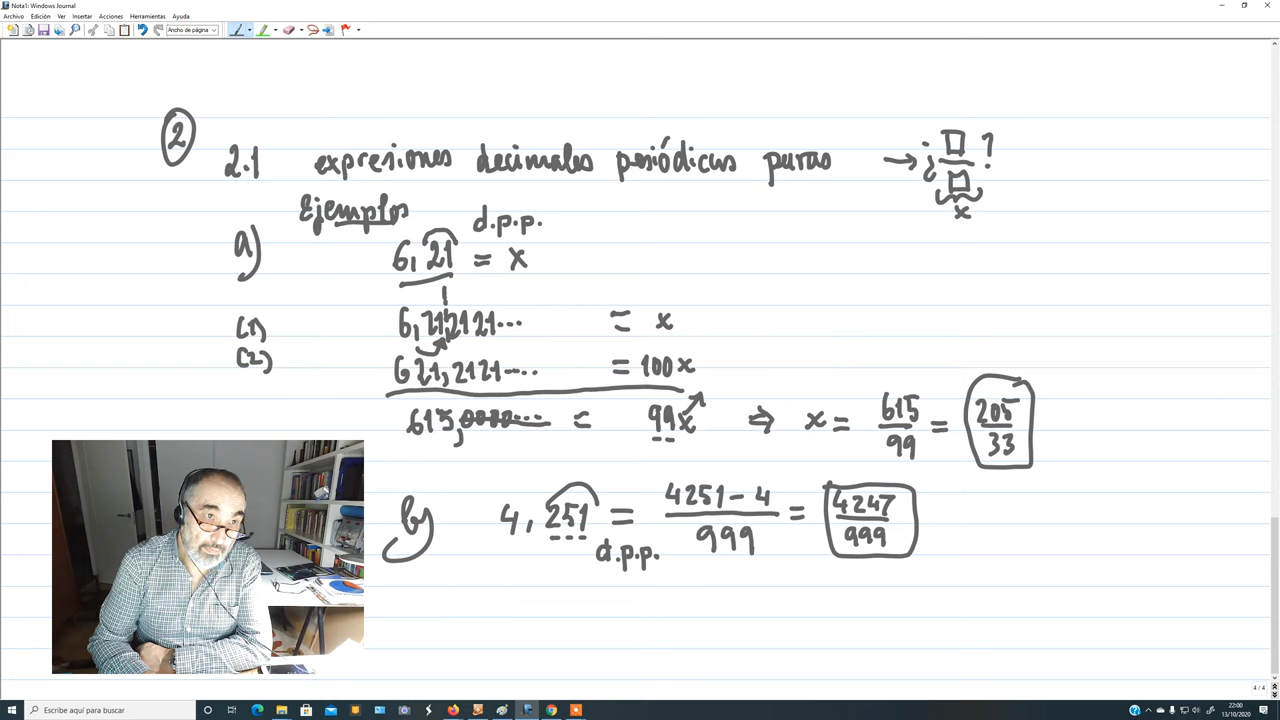 Nota1: Windows Journal
Archivo Edición Ver Insertar Acciones Herramientas Ayuda
Ancho de página
2
2.1 expresiones decimales periódicas puras → ¿ □/□ ?
x
Ejemplos
d.p.p.
a) 6,21 = x
(1) 6,212121... = x
(2) 621,2121.... = 100x
615,0000... = 99x ⇒ x = 615/99 = 205/33
b) 4,251 = (4251 - 4)/999 = 4247/999
d.p.p.
4 / 4
Escribe aquí para buscar
22:00
13/10/2020